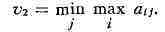 v₂ = min max aᵢⱼ.
j i